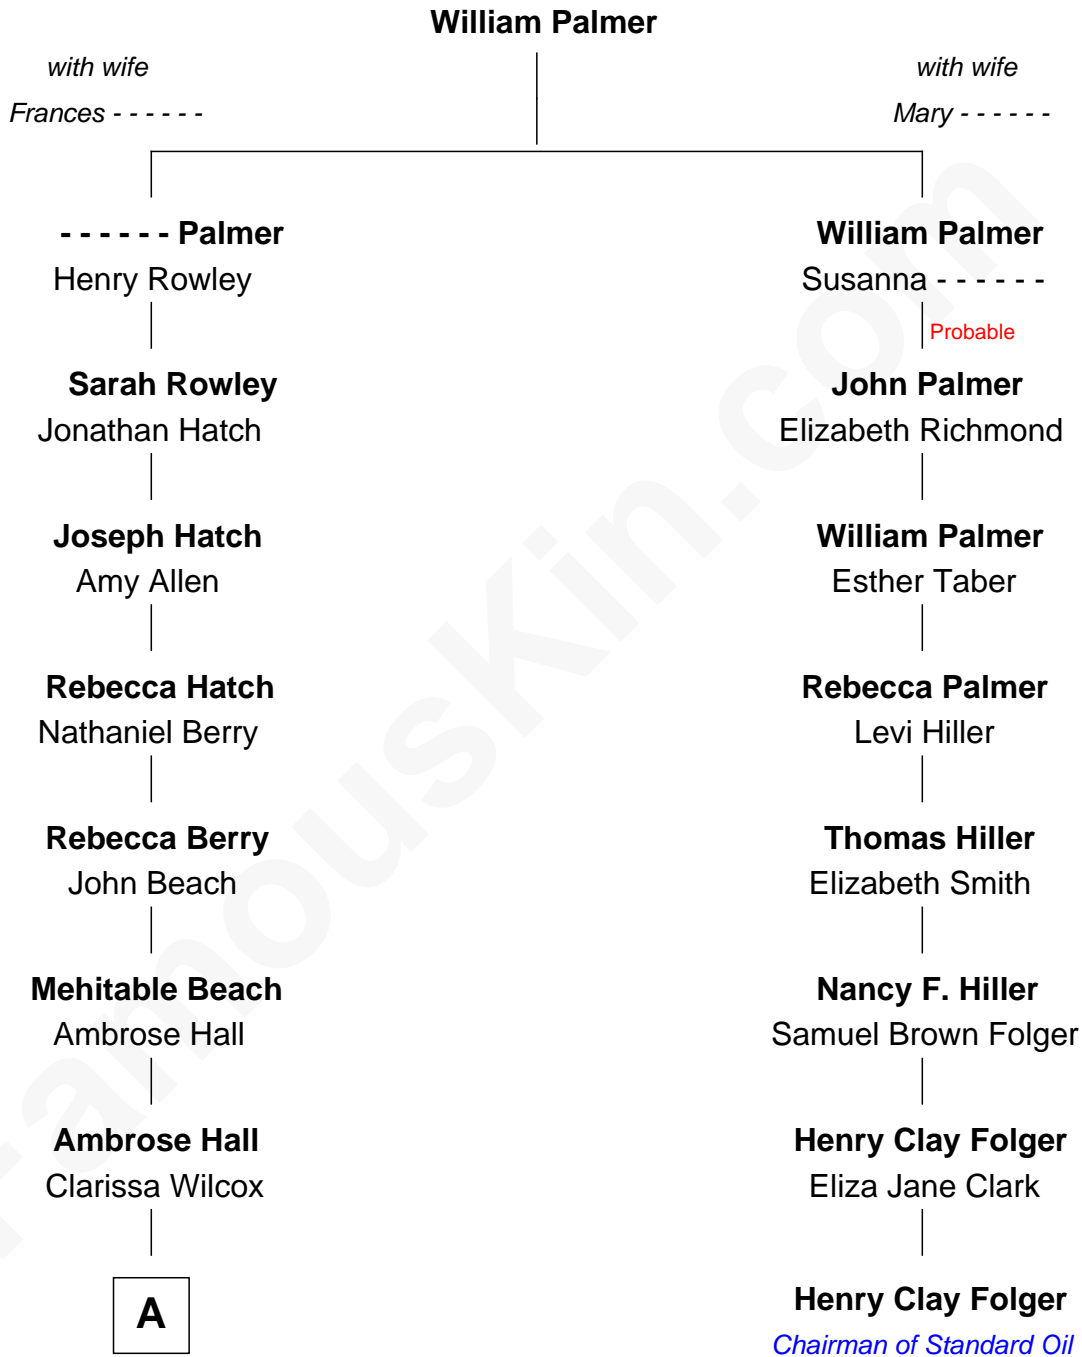 William Palmer
with wife
Frances - - - - - -
with wife
Mary - - - - - -
- - - - - - Palmer
Henry Rowley
William Palmer
Susanna - - - - - -
Probable
Sarah Rowley
Jonathan Hatch
John Palmer
Elizabeth Richmond
Joseph Hatch
Amy Allen
William Palmer
Esther Taber
Rebecca Hatch
Nathaniel Berry
Rebecca Palmer
Levi Hiller
Rebecca Berry
John Beach
Thomas Hiller
Elizabeth Smith
Mehitable Beach
Ambrose Hall
Nancy F. Hiller
Samuel Brown Folger
Ambrose Hall
Clarissa Wilcox
Henry Clay Folger
Eliza Jane Clark
A
Henry Clay Folger
Chairman of Standard Oil
FamousKin.com